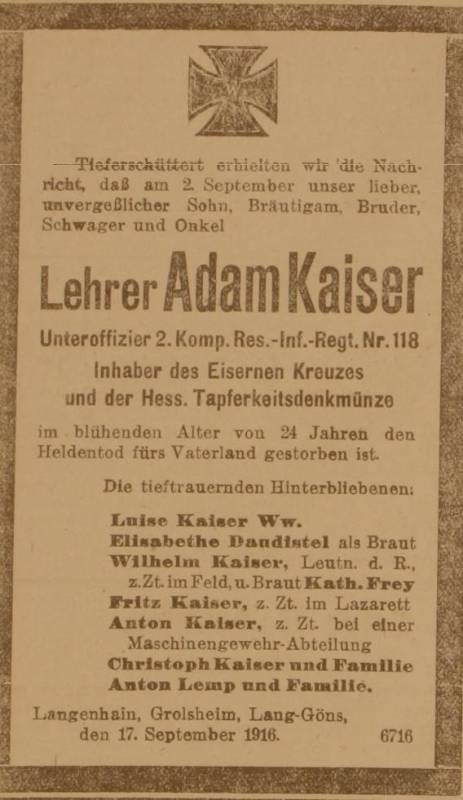 W
Tieferschüttert erhielten wir die Nach-
richt, daß am 2. September unser lieber,
unvergeßlicher Sohn, Bräutigam, Bruder,
Schwager und Onkel
Lehrer Adam Kaiser
Unteroffizier 2. Komp. Res.-Inf.-Regt. Nr. 118
Inhaber des Eisernen Kreuzes
und der Hess. Tapferkeitsdenkmünze
im blühenden Alter von 24 Jahren den
Heldentod fürs Vaterland gestorben ist.
Die tieftrauernden Hinterbliebenen:
Luise Kaiser Ww.
Elisabethe Dandistel als Braut
Wilhelm Kaiser, Leutn. d. R.,
z. Zt. im Feld, u. Braut Kath. Frey
Fritz Kaiser, z. Zt. im Lazarett
Anton Kaiser, z. Zt. bei einer
Maschinengewehr-Abteilung
Christoph Kaiser und Familie
Anton Lemp und Familie.
Langenhain, Grolsheim, Lang-Göns,
den 17. September 1916. 6716